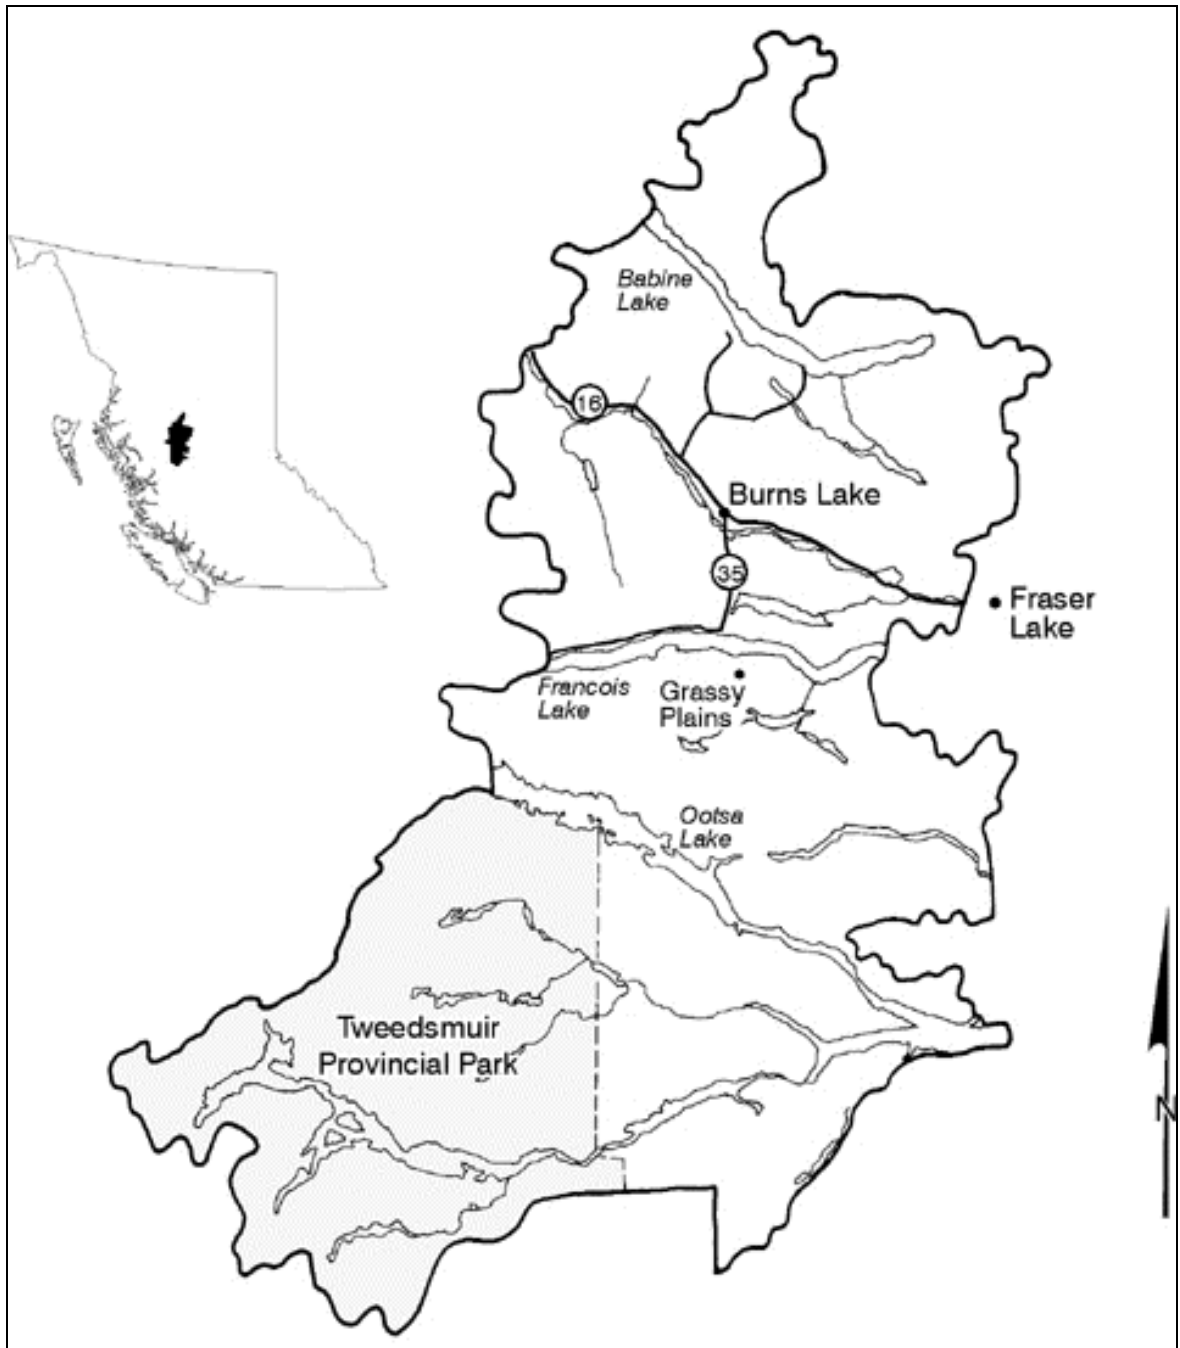 Babine
Lake
16
Burns Lake
35
Fraser
Lake
Francois
Lake
Grassy
Plains
Ootsa
Lake
Tweedsmuir
Provincial Park
N